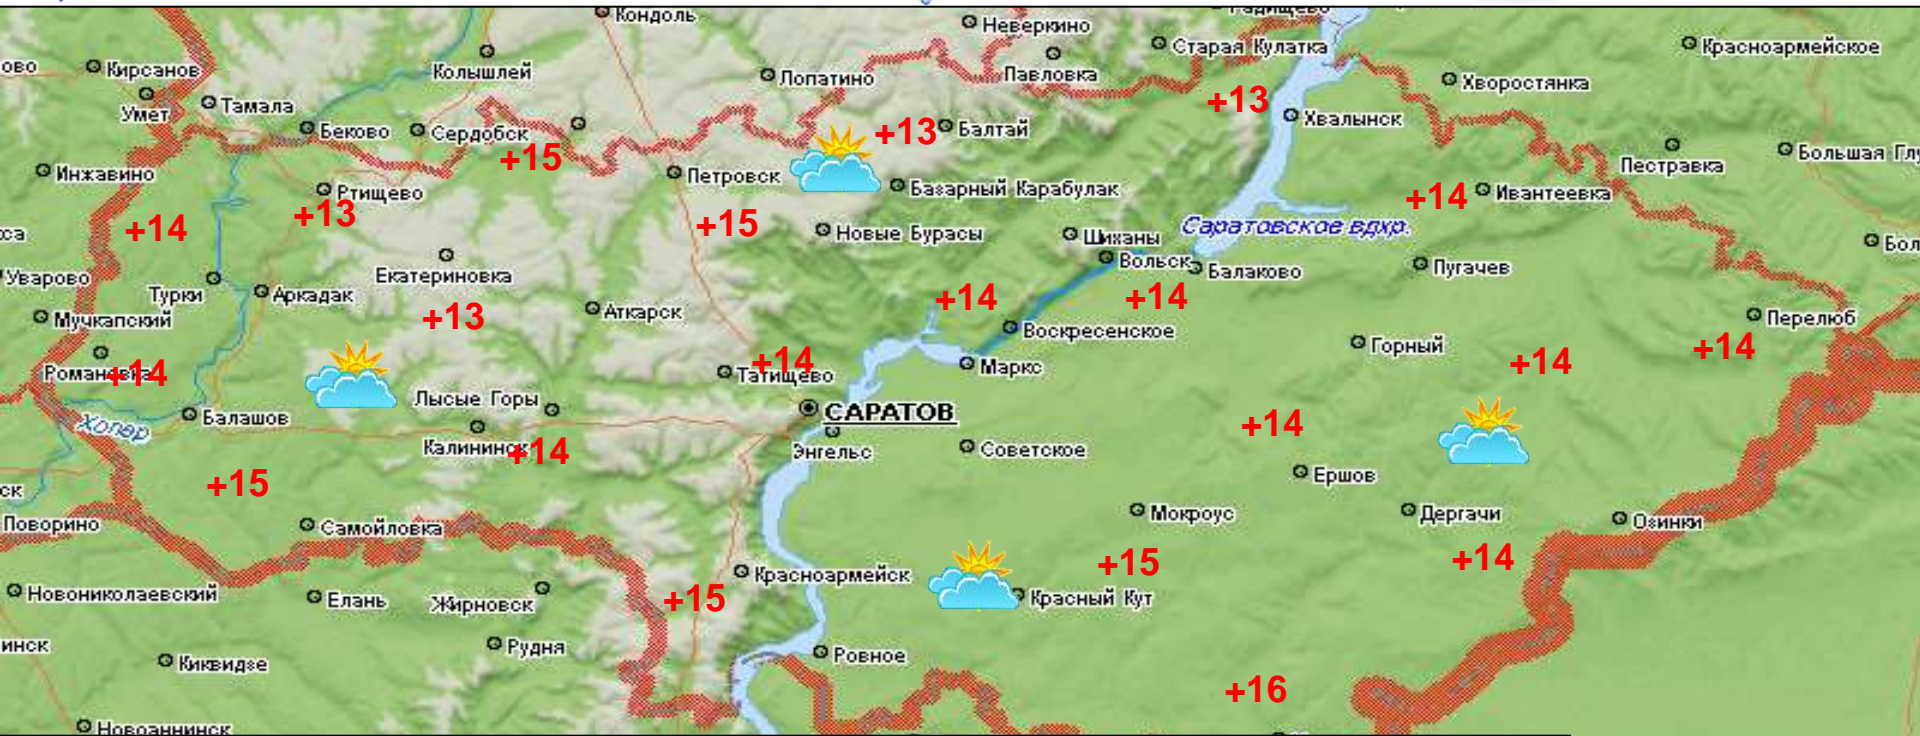 Кондоль
Неверкино
Радищево
Старая Кулатка
Красноармейское
Кирсанов
Колышлей
Лопатино
Павловка
Хворостянка
Умет
Тамала
+13
Беково
Сердобск
+13
Балтай
Хвалынск
+15
Пестравка
Инжавино
Петровск
Базарный Карабулак
+14
Ивантеевка
Ртищево
+13
+14
+15
Новые Бурасы
Шиханы
Саратовское вдхр.
Уварово
Екатериновка
Вольск
Балаково
Пугачев
Турки
Аркадак
+14
+14
Мучкапский
+13
Аткарск
Воскресенское
Перелюб
Горный
+14
+14
Романовка
+14
+14
Татищево
Маркс
Лысые Горы
Балашов
САРАТОВ
Хопер
+14
Калининск
+14
Энгельс
Советское
Ершов
+15
Поворино
Самойловка
Мокроус
Дергачи
Озинки
+14
+15
Красноармейск
Новониколаевский
Елань
Жирновск
+15
Красный Кут
Рудня
Киквидзе
Ровное
+16
Новоаннинск